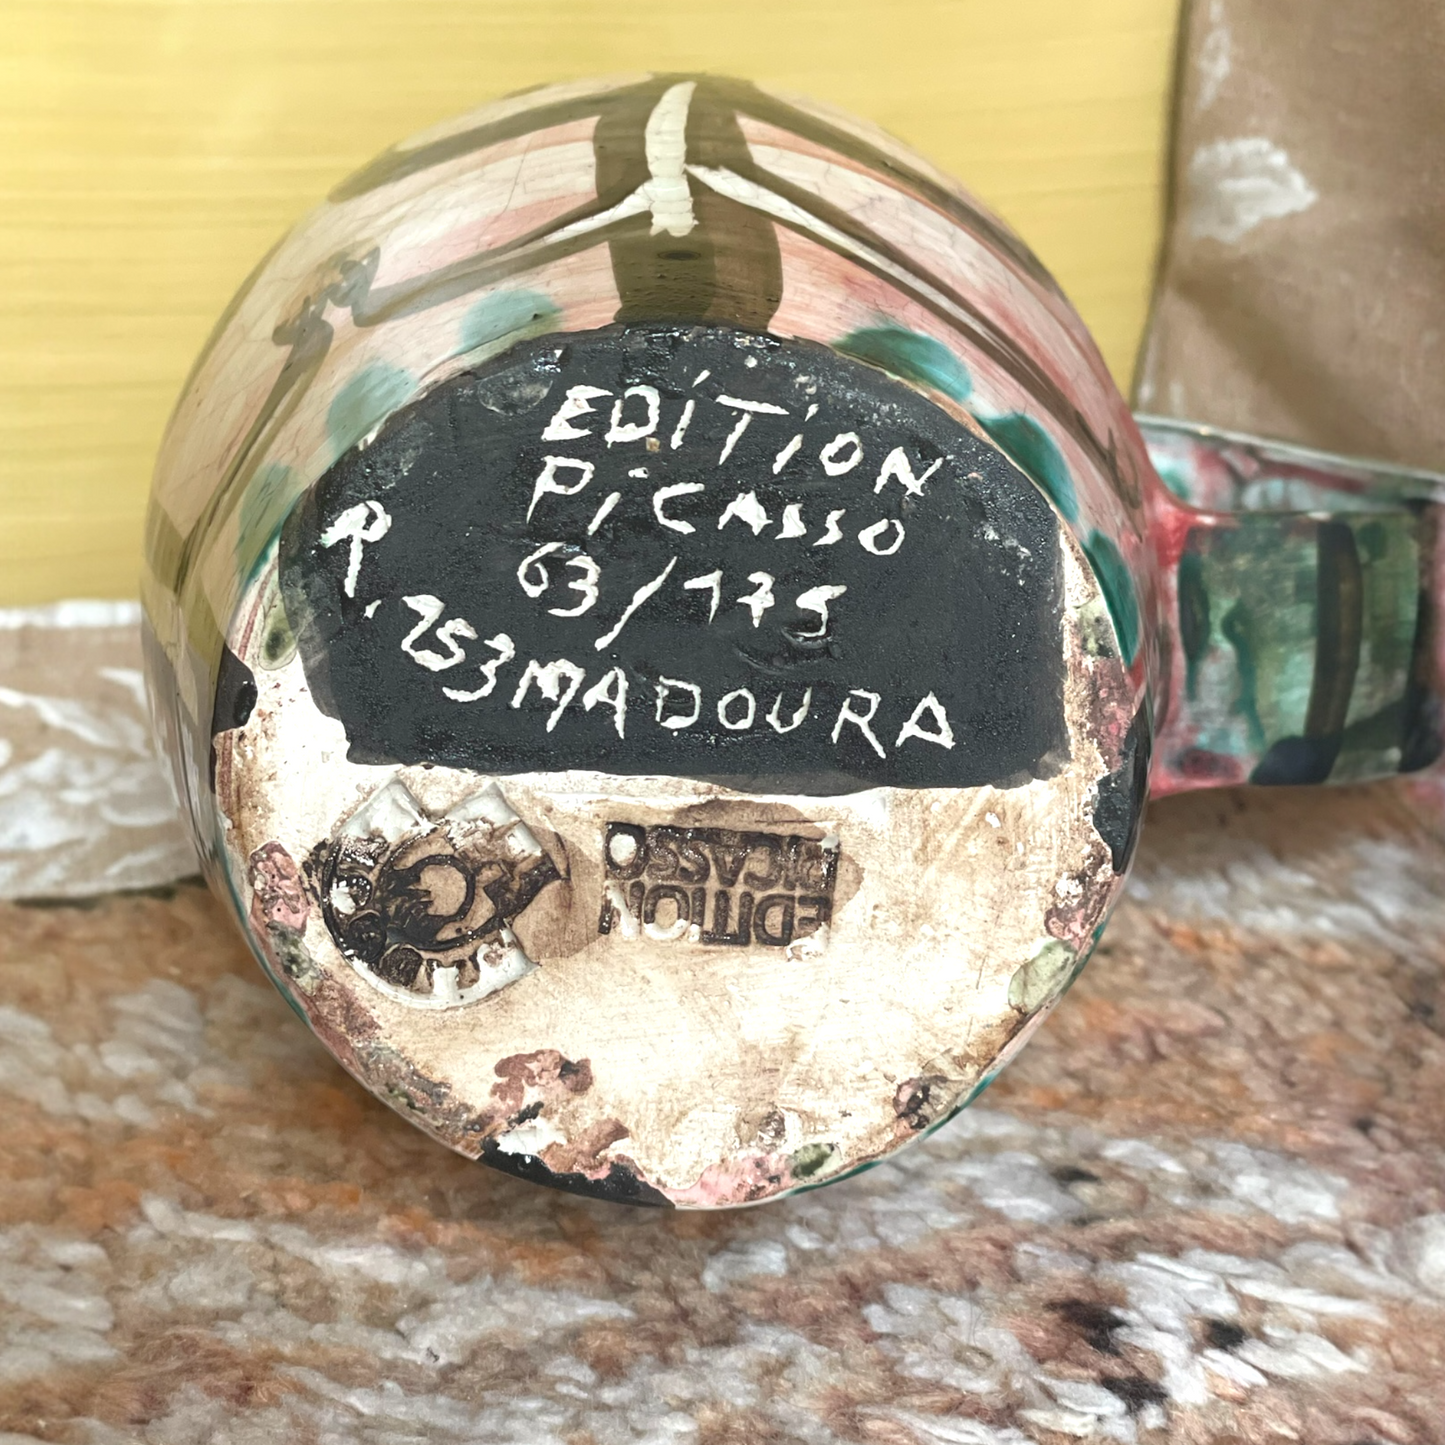 EDiTiON
PiCASSO
63/175
R.253 MADOURA
EDITION
PICASSO